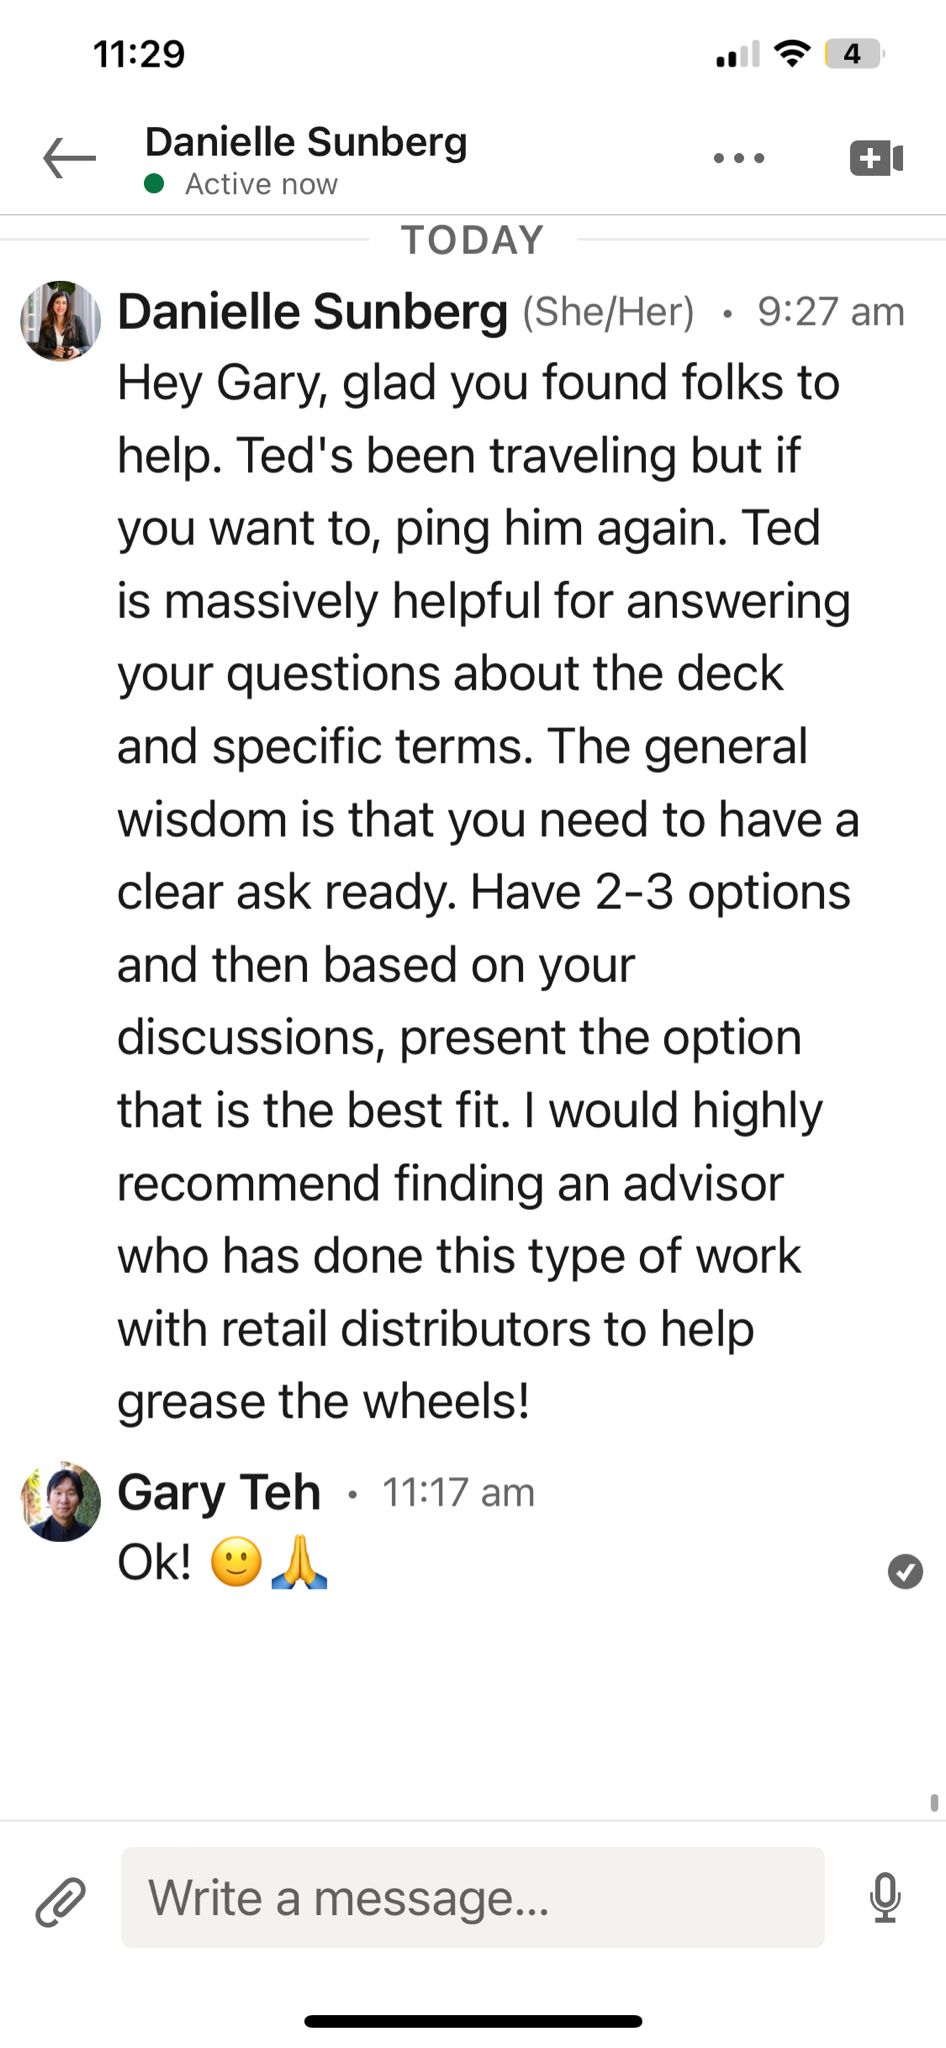 11:29
4
Danielle Sunberg
Active now
TODAY
Danielle Sunberg (She/Her) • 9:27 am
Hey Gary, glad you found folks to
help. Ted's been traveling but if
you want to, ping him again. Ted
is massively helpful for answering
your questions about the deck
and specific terms. The general
wisdom is that you need to have a
clear ask ready. Have 2-3 options
and then based on your
discussions, present the option
that is the best fit. I would highly
recommend finding an advisor
who has done this type of work
with retail distributors to help
grease the wheels!
Gary Teh • 11:17 am
Ok! 🙂🙏
Write a message...